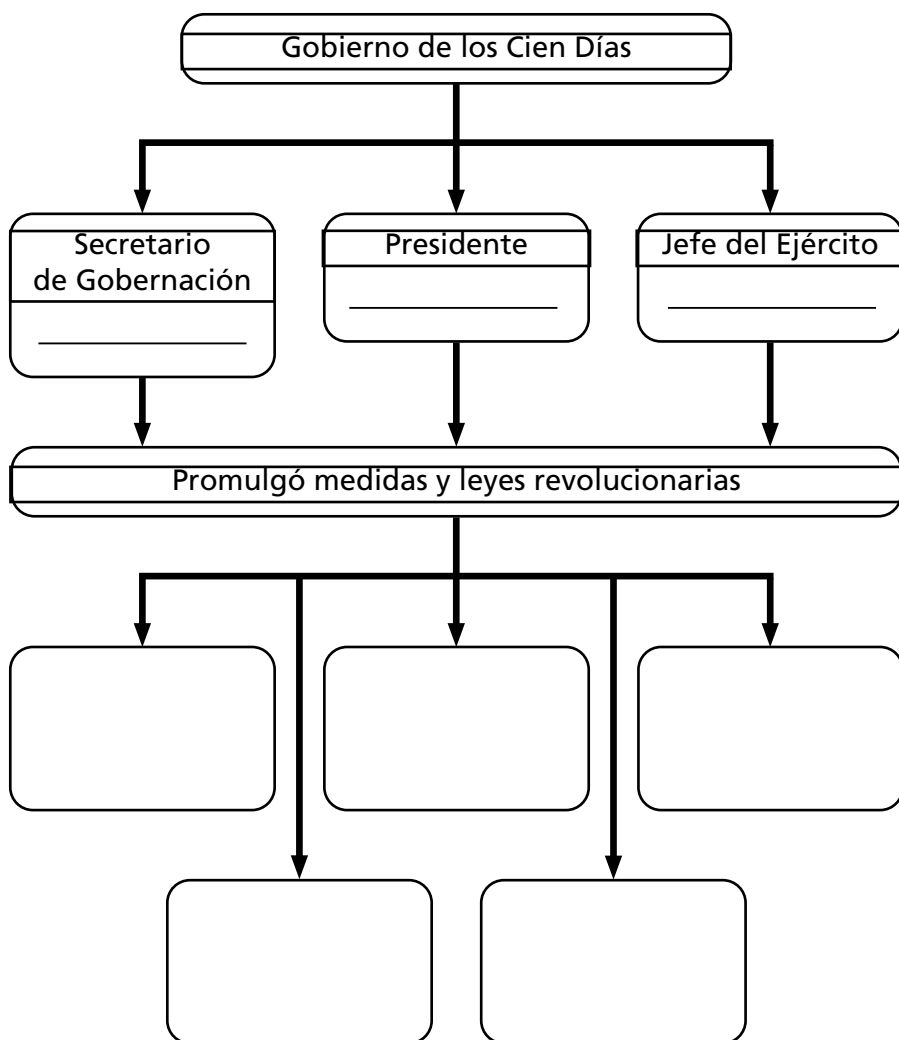 Gobierno de los Cien Días
Secretario
de Gobernación
Presidente
Jefe del Ejército
Promulgó medidas y leyes revolucionarias